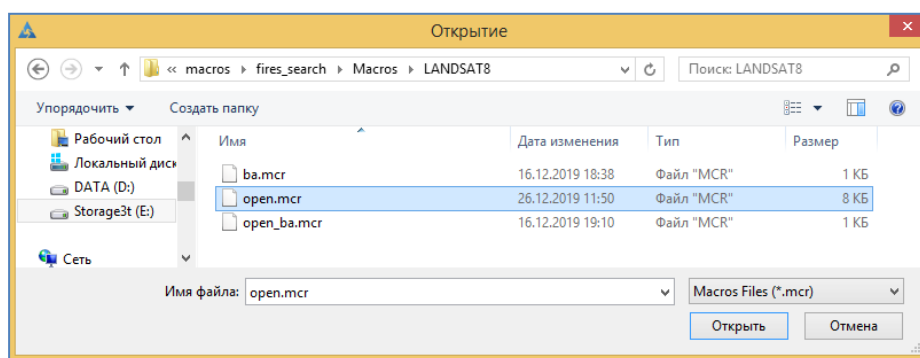 Открытие
« macros fires_search Macros LANDSAT8
Поиск: LANDSAT8
Упорядочить Создать папку
Рабочий стол
Локальный диск
DATA (D:)
Storage3t (E:)
Сеть
Имя Дата изменения Тип Размер
ba.mcr 16.12.2019 18:38 Файл "MCR" 1 КБ
open.mcr 26.12.2019 11:50 Файл "MCR" 8 КБ
open_ba.mcr 16.12.2019 19:10 Файл "MCR" 1 КБ
Имя файла: open.mcr Macros Files (*.mcr)
Открыть Отмена